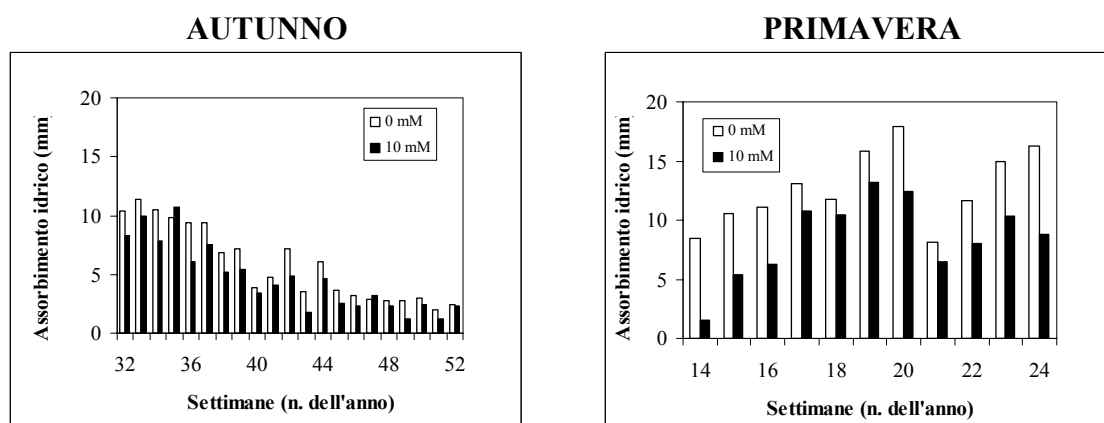 AUTUNNO
Assorbimento idrico (mm)
20
15
10
5
0
0 mM
10 mM
32 36 40 44 48 52
Settimane (n. dell'anno)
PRIMAVERA
Assorbimento idrico (mm)
20
15
10
5
0
0 mM
10 mM
14 16 18 20 22 24
Settimane (n. dell'anno)